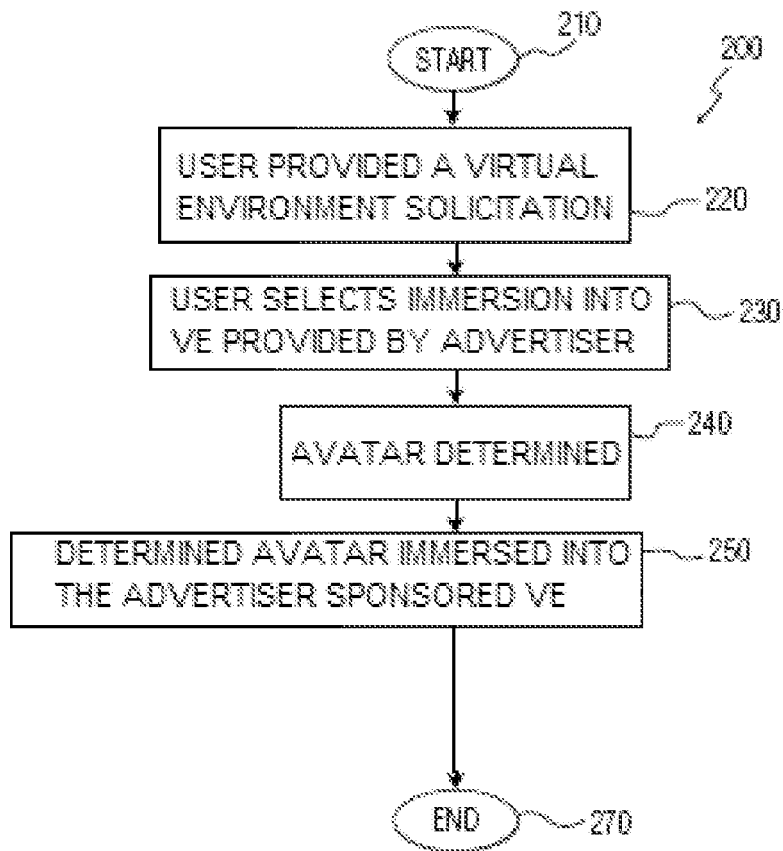 START
210
200
USER PROVIDED A VIRTUAL
ENVIRONMENT SOLICITATION
220
USER SELECTS IMMERSION INTO
VE PROVIDED BY ADVERTISER
230
AVATAR DETERMINED
240
DETERMINED AVATAR IMMERSED INTO
THE ADVERTISER SPONSORED VE
250
END
270